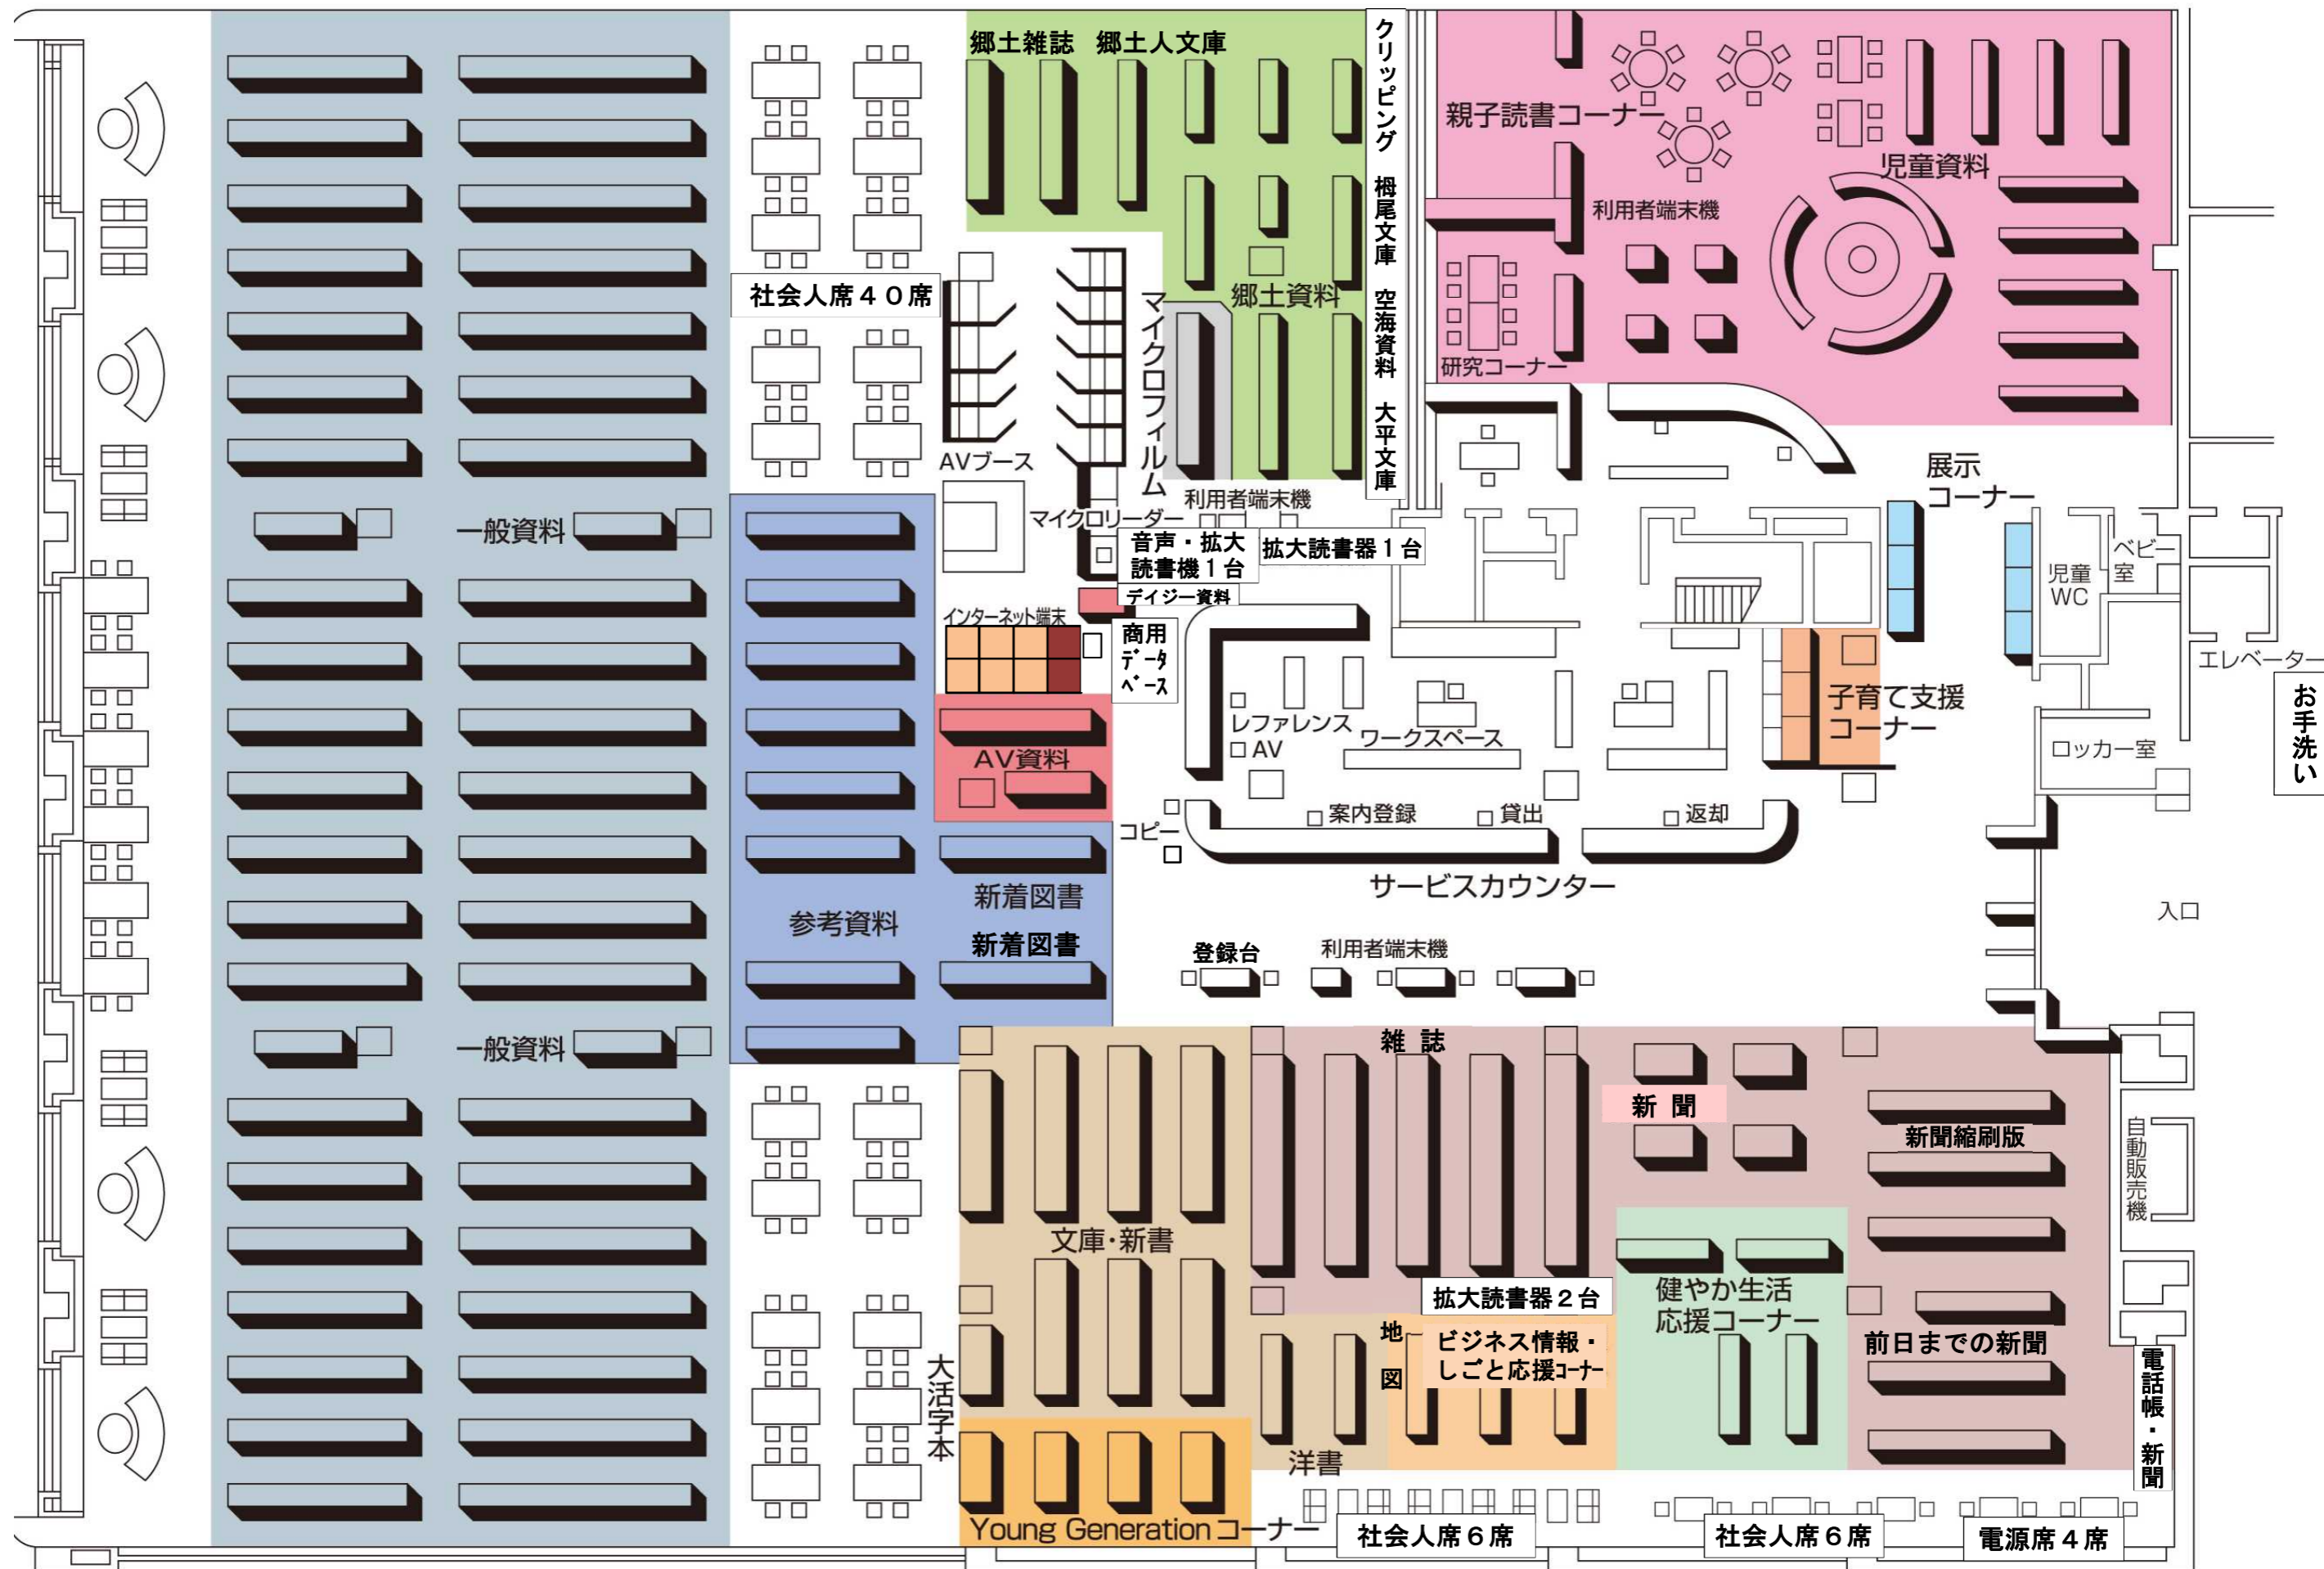 郷土雑誌　郷土人文庫
クリッピング　栂尾文庫　空海資料　大平文庫
親子読書コーナー
児童資料
利用者端末機
研究コーナー
社会人席４０席
郷土資料
マイクロフィルム
AVブース
マイクロリーダー
利用者端末機
音声・拡大
読書機１台
拡大読書器１台
デイジー資料
展示
コーナー
一般資料
児童
WC
ベビー
室
エレベーター
お手洗い
インターネット端末
商用
ﾃﾞｰﾀ
ﾍﾞｰｽ
レファレンス
AV
ワークスペース
子育て支援
コーナー
ロッカー室
AV資料
コピー
案内登録
貸出
返却
サービスカウンター
新着図書
参考資料
新着図書
入口
登録台
利用者端末機
一般資料
雑 誌
新 聞
新聞縮刷版
自動販売機
文庫・新書
拡大読書器２台
健やか生活
応援コーナー
地図
ビジネス情報・
しごと応援ｺｰﾅｰ
前日までの新聞
電話帳・新聞
大活字本
洋書
Young Generation コーナー
社会人席６席
社会人席６席
電源席４席